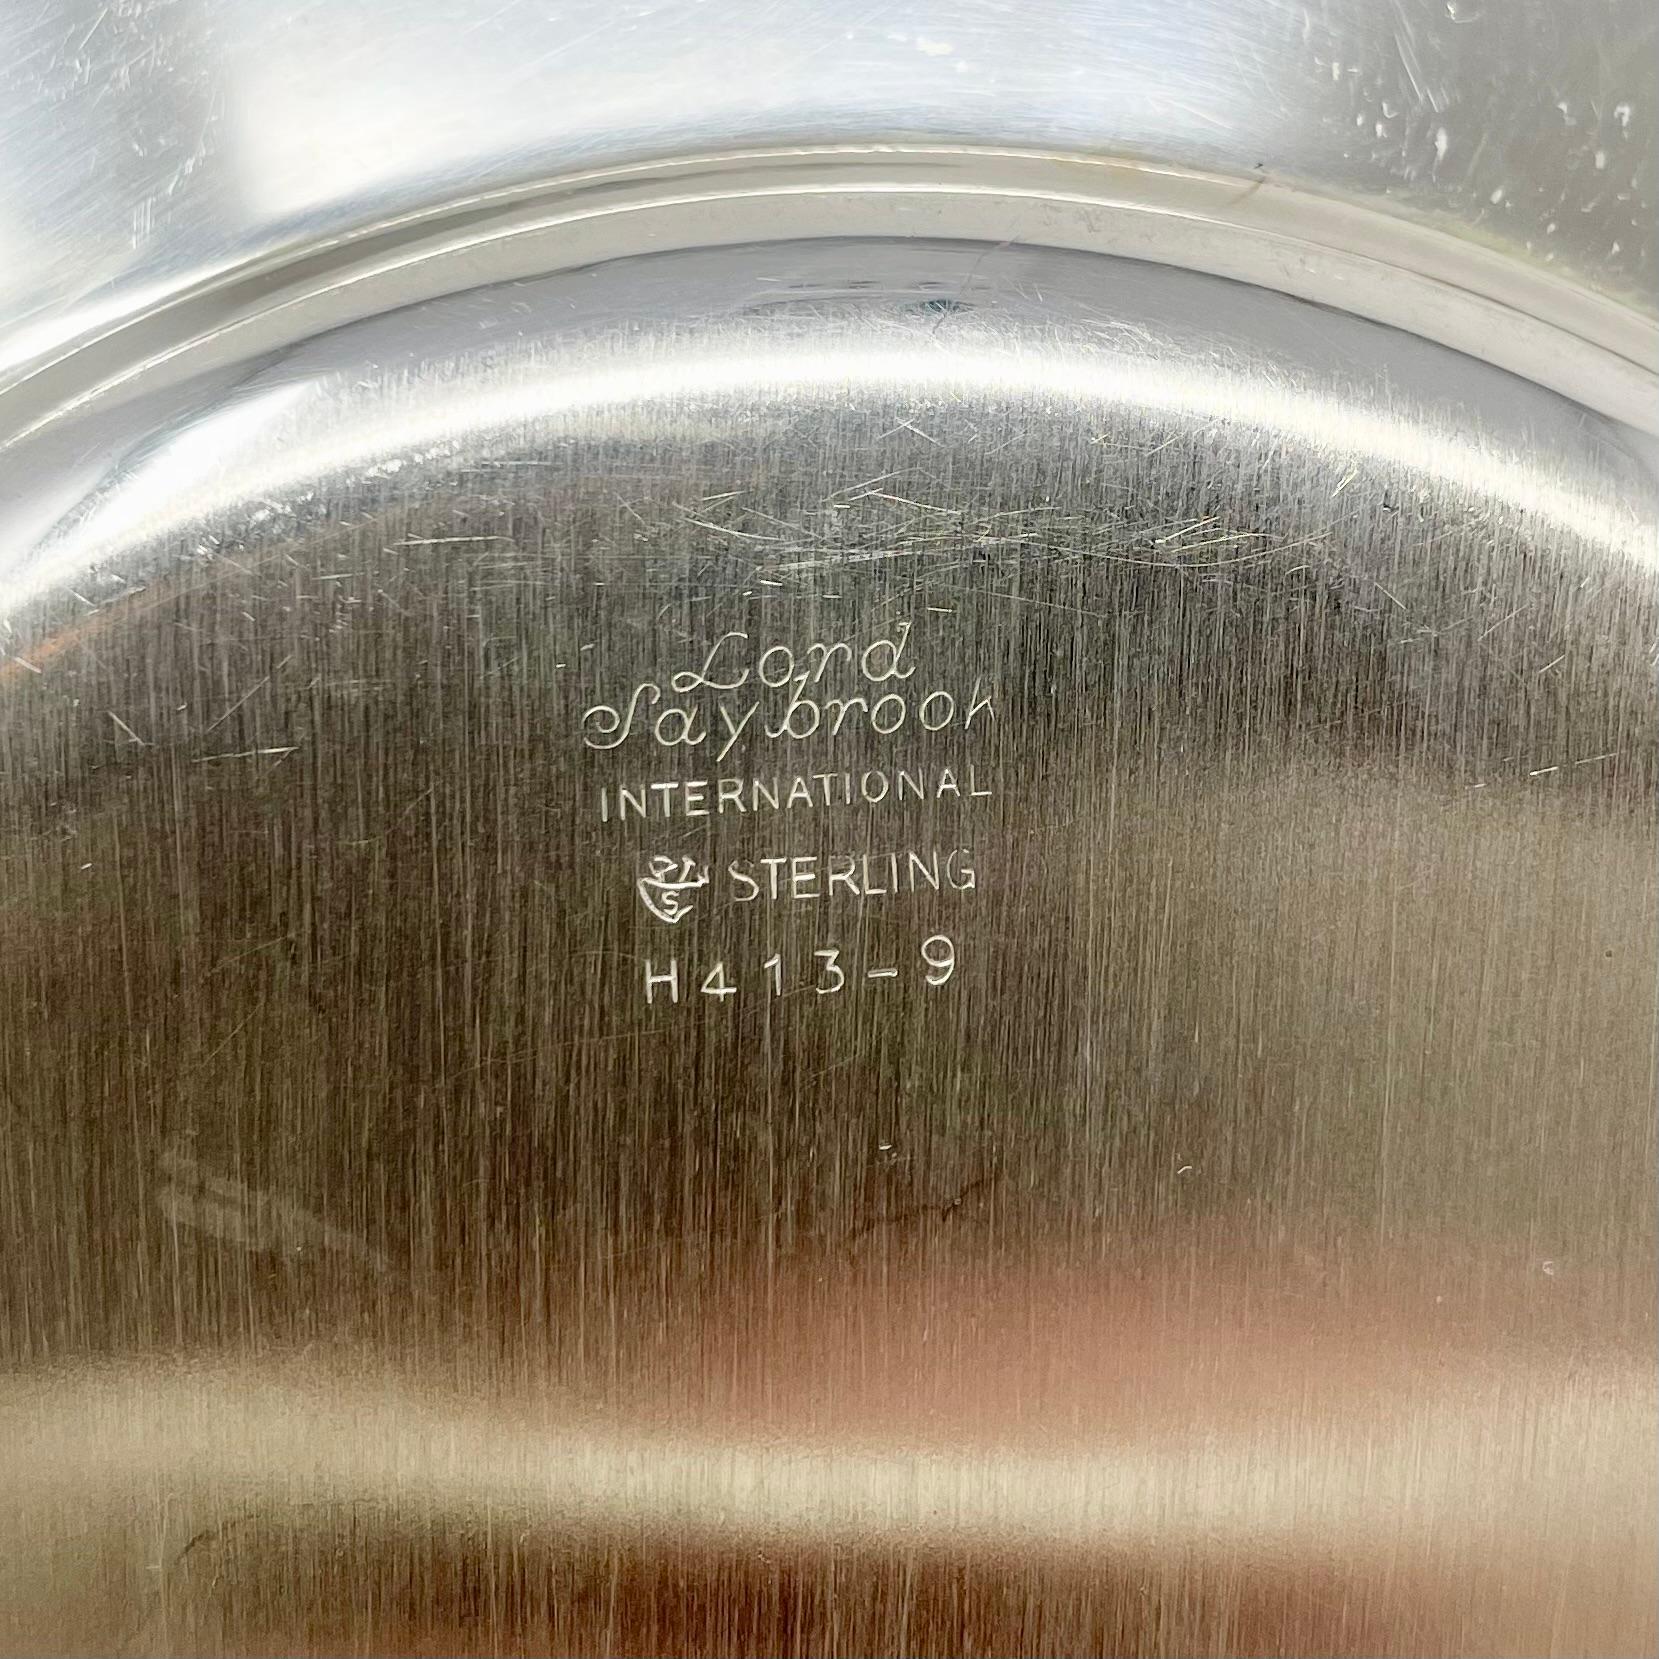 Lord
Saybrook
INTERNATIONAL
STERLING
H413-9